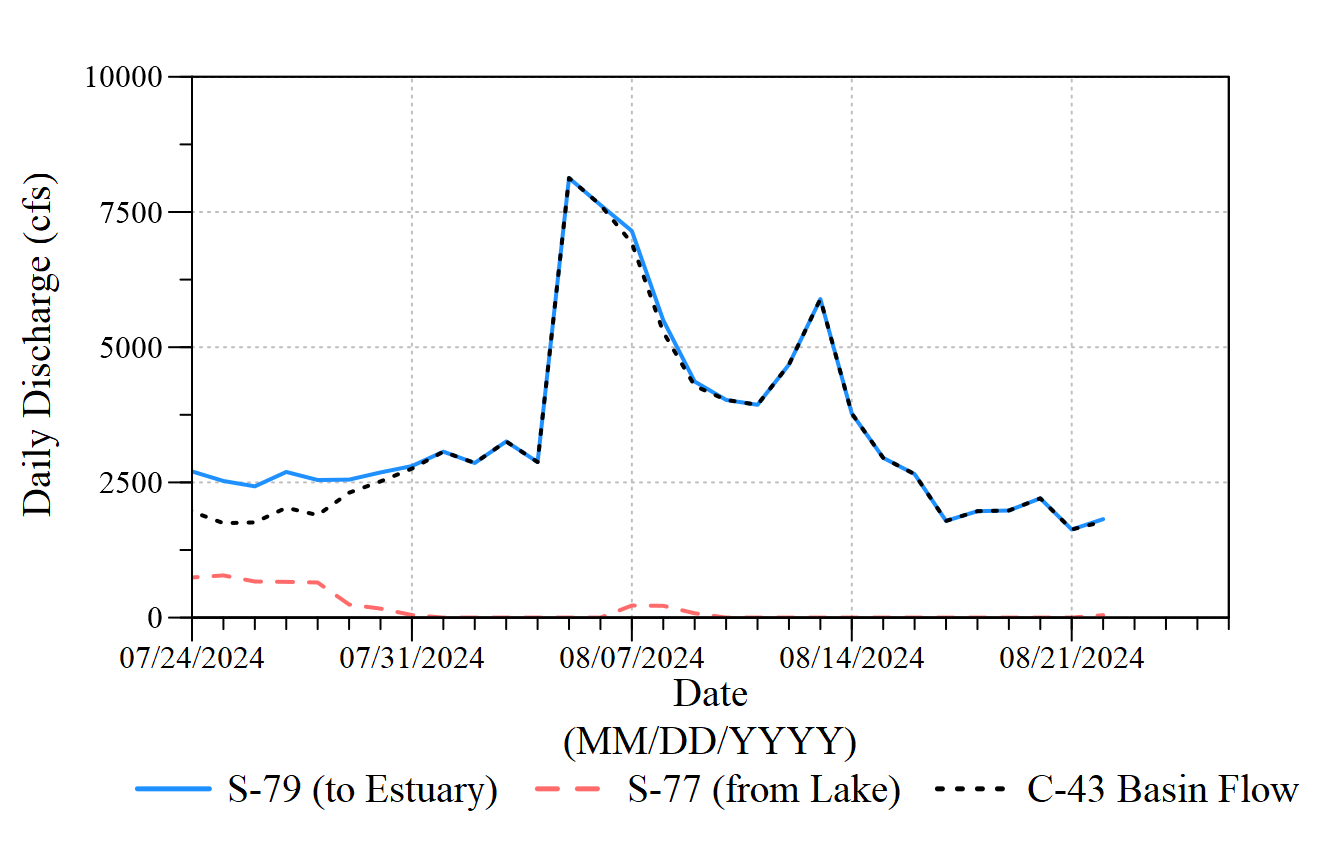 10000
7500
5000
2500
0
Daily Discharge (cfs)
07/24/2024 07/31/2024 08/07/2024 08/14/2024 08/21/2024
Date
(MM/DD/YYYY)
S-79 (to Estuary) S-77 (from Lake) C-43 Basin Flow